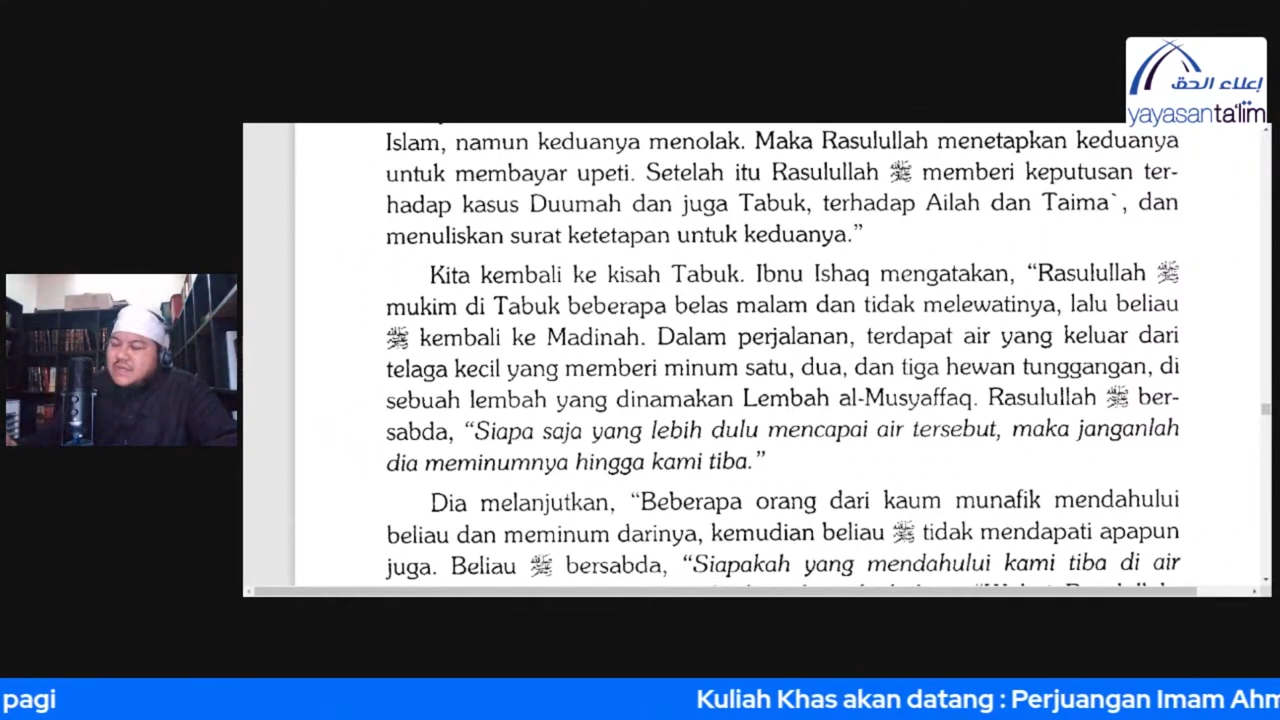 إعلاء الحق
yayasanta'lim
Islam, namun keduanya menolak. Maka Rasulullah menetapkan keduanya
untuk membayar upeti. Setelah itu Rasulullah ﷺ memberi keputusan ter-
hadap kasus Duumah dan juga Tabuk, terhadap Ailah dan Taima`, dan
menuliskan surat ketetapan untuk keduanya.”
Kita kembali ke kisah Tabuk. Ibnu Ishaq mengatakan, “Rasulullah ﷺ
mukim di Tabuk beberapa belas malam dan tidak melewatinya, lalu beliau
ﷺ kembali ke Madinah. Dalam perjalanan, terdapat air yang keluar dari
telaga kecil yang memberi minum satu, dua, dan tiga hewan tunggangan, di
sebuah lembah yang dinamakan Lembah al-Musyaffaq. Rasulullah ﷺ ber-
sabda, “Siapa saja yang lebih dulu mencapai air tersebut, maka janganlah
dia meminumnya hingga kami tiba.”
Dia melanjutkan, “Beberapa orang dari kaum munafik mendahului
beliau dan meminum darinya, kemudian beliau ﷺ tidak mendapati apapun
juga. Beliau ﷺ bersabda, “Siapakah yang mendahului kami tiba di air
pagi
Kuliah Khas akan datang : Perjuangan Imam Ahm